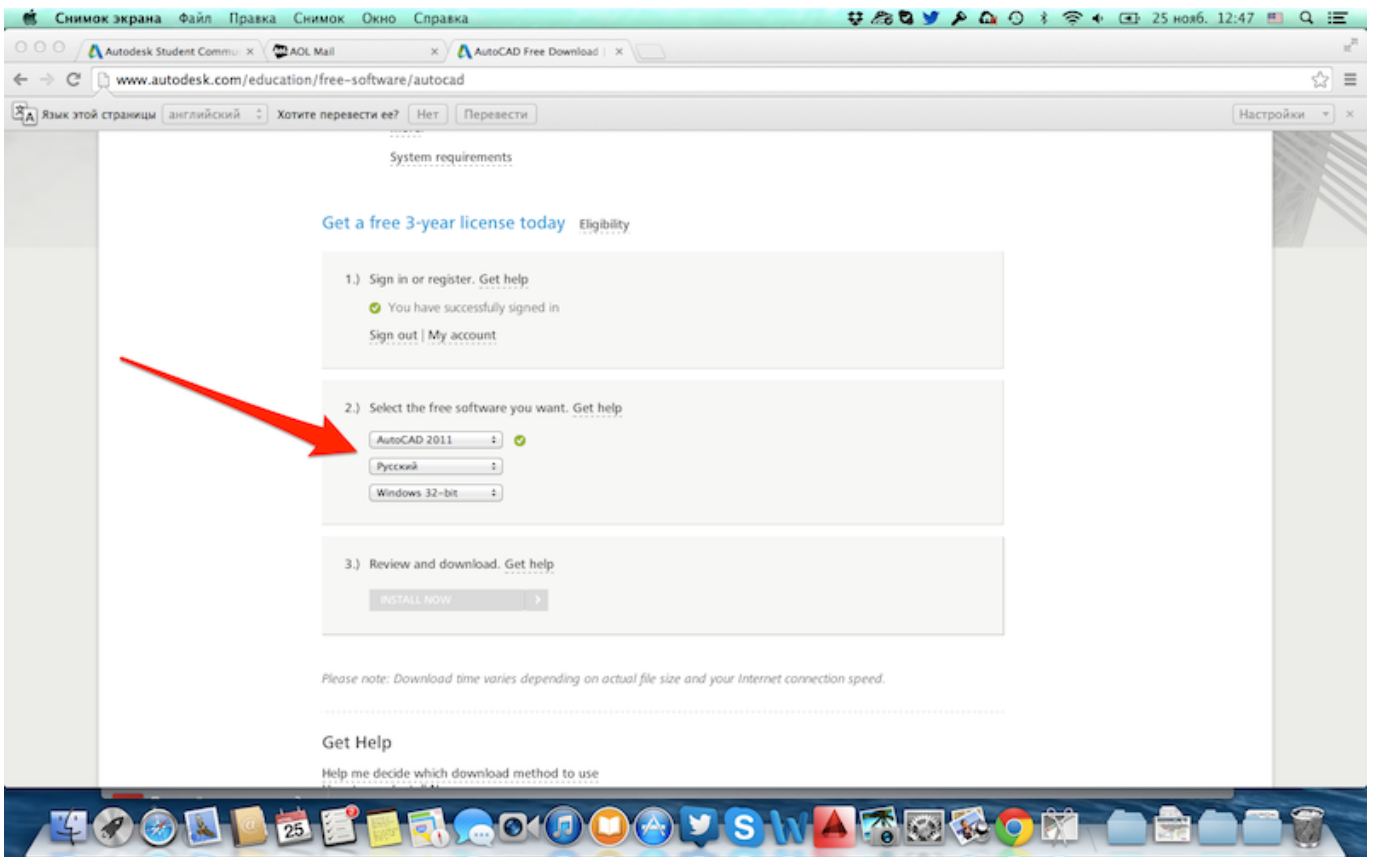 Снимок экрана Файл Правка Снимок Окно Справка 25 нояб. 12:47
Autodesk Student Commu AOL Mail AutoCAD Free Download |
www.autodesk.com/education/free-software/autocad
Язык этой страницы английский Хотите перевести ее? Нет Перевести Настройки
System requirements
Get a free 3-year license today Eligibility
1.) Sign in or register. Get help
You have successfully signed in
Sign out | My account
2.) Select the free software you want. Get help
AutoCAD 2011
Русский
Windows 32-bit
3.) Review and download. Get help
INSTALL NOW
Please note: Download time varies depending on actual file size and your Internet connection speed.
Get Help
Help me decide which download method to use
25